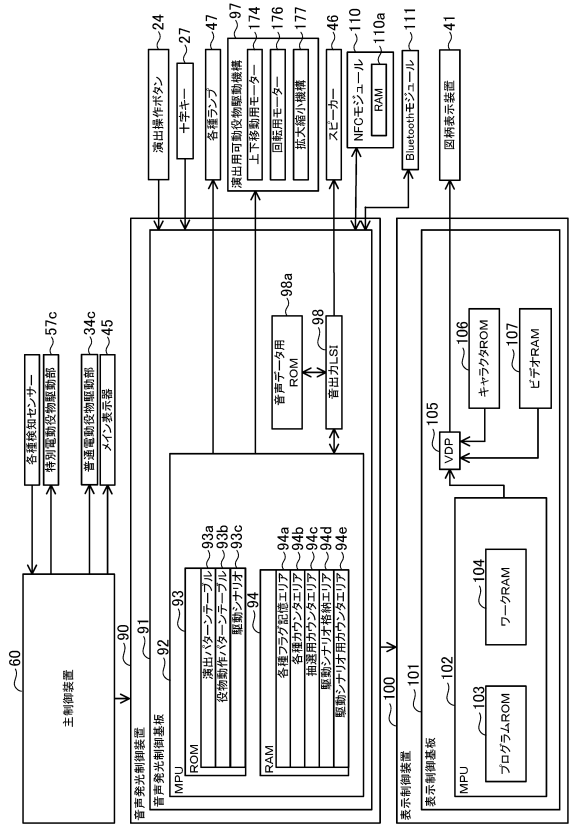 60
主制御装置
各種検知センサー
特別電動役物駆動部
57c
普通電動役物駆動部
34c
メイン表示器
45
90
音声発光制御装置
91
音声発光制御基板
92
MPU
93
ROM
演出パターンテーブル
93a
役物動作パターンテーブル
93b
駆動シナリオ
93c
94
RAM
各種フラグ記憶エリア
94a
各種カウンタエリア
94b
抽選用カウンタエリア
94c
駆動シナリオ格納エリア
94d
駆動シナリオ用カウンタエリア
94e
音声データ用
ROM
98a
音出力LSI
98
演出操作ボタン
24
十字キー
27
各種ランプ
47
演出用可動役物駆動機構
97
上下移動用モーター
174
回転用モーター
176
拡大縮小機構
177
スピーカー
46
NFCモジュール
110
RAM
110a
Bluetoothモジュール
111
図柄表示装置
41
100
表示制御装置
101
表示制御基板
102
MPU
103
プログラムROM
104
ワークRAM
105
VDP
106
キャラクタROM
107
ビデオRAM